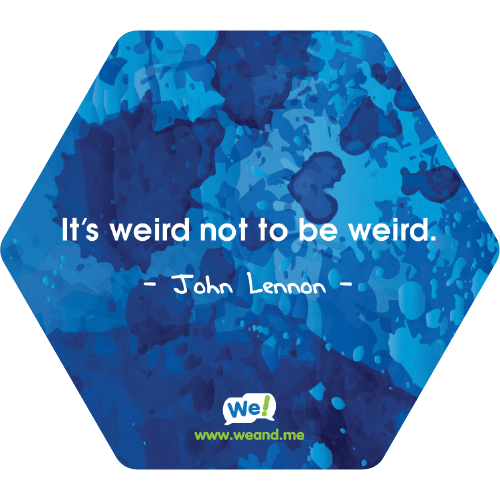 It's weird not to be weird.
- John Lennon -
We!
www.weand.me